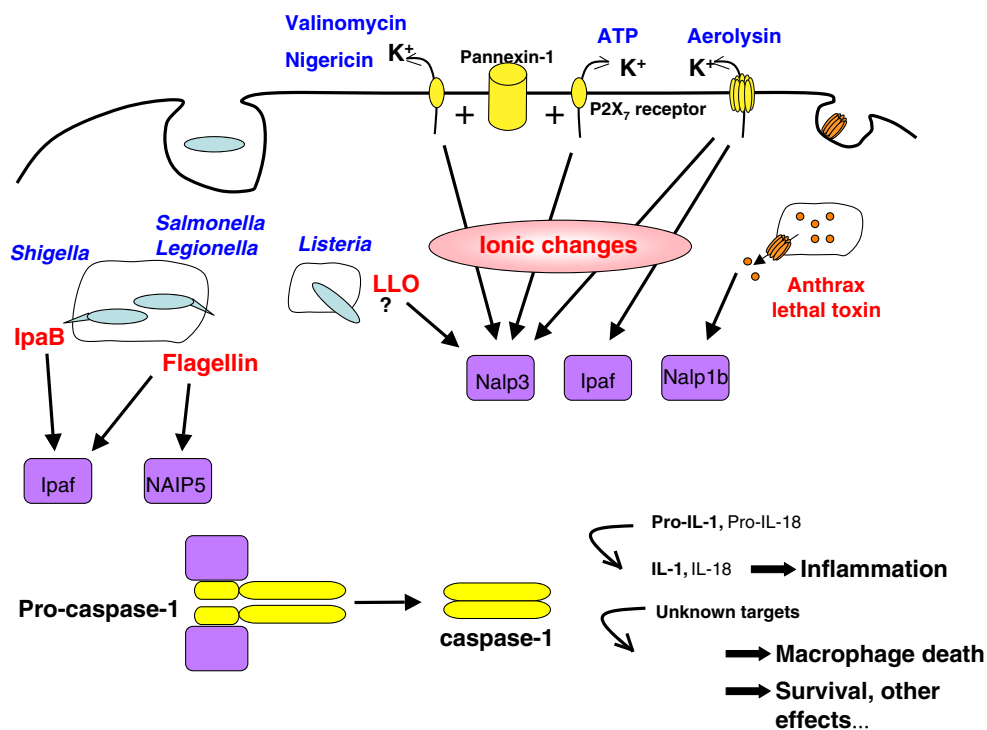 Valinomycin
Nigericin
K+
Pannexin-1
ATP
K+
Aerolysin
K+
+
+
P2X7 receptor
Salmonella
Legionella
Shigella
Listeria
Ionic changes
LLO
?
Anthrax
lethal toxin
IpaB
Flagellin
Nalp3
Ipaf
Nalp1b
Ipaf
NAIP5
Pro-IL-1, Pro-IL-18
IL-1, IL-18
Inflammation
Pro-caspase-1
caspase-1
Unknown targets
Macrophage death
Survival, other
effects...